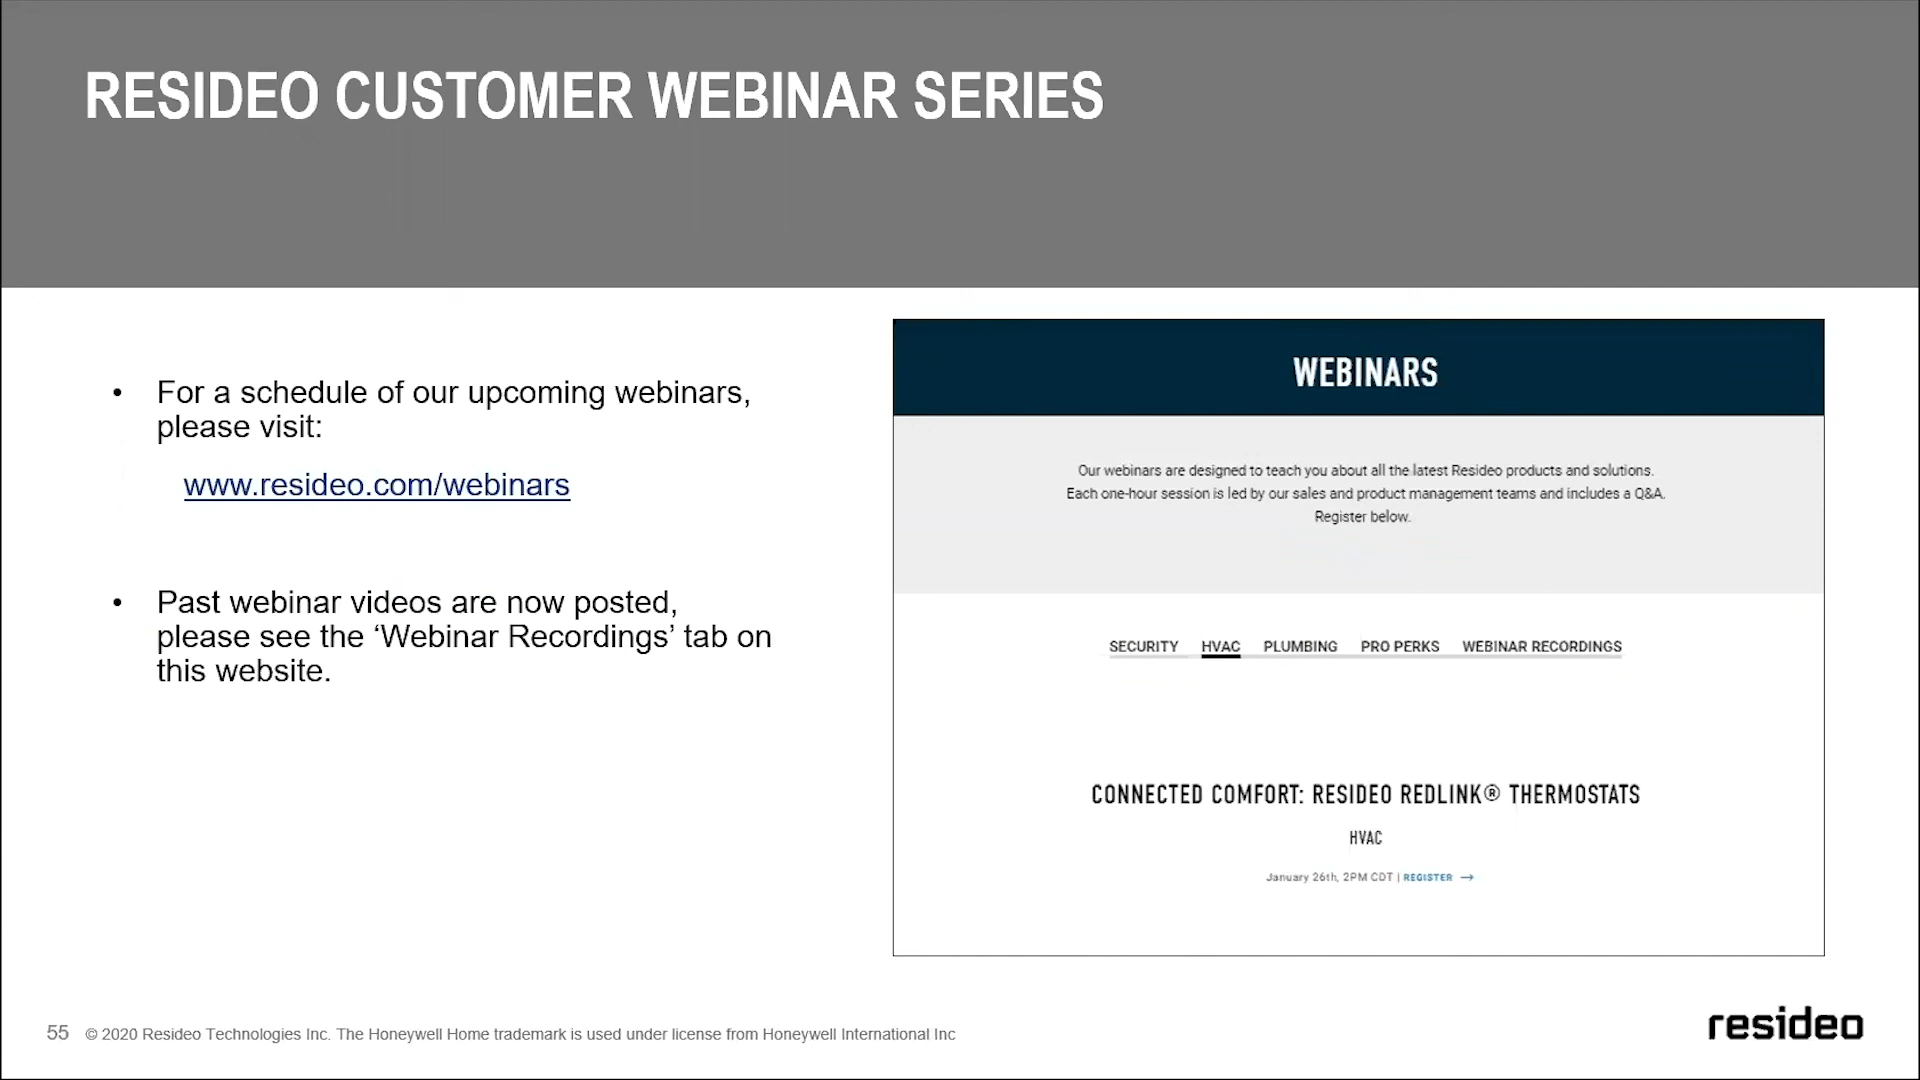 RESIDEO CUSTOMER WEBINAR SERIES
• For a schedule of our upcoming webinars,
please visit:
www.resideo.com/webinars
• Past webinar videos are now posted,
please see the ‘Webinar Recordings’ tab on
this website.
WEBINARS
Our webinars are designed to teach you about all the latest Resideo products and solutions.
Each one-hour session is led by our sales and product management teams and includes a Q&A.
Register below.
SECURITY HVAC PLUMBING PRO PERKS WEBINAR RECORDINGS
CONNECTED COMFORT: RESIDEO REDLINK® THERMOSTATS
HVAC
January 26th, 2PM CDT | REGISTER →
55 © 2020 Resideo Technologies Inc. The Honeywell Home trademark is used under license from Honeywell International Inc
resideo